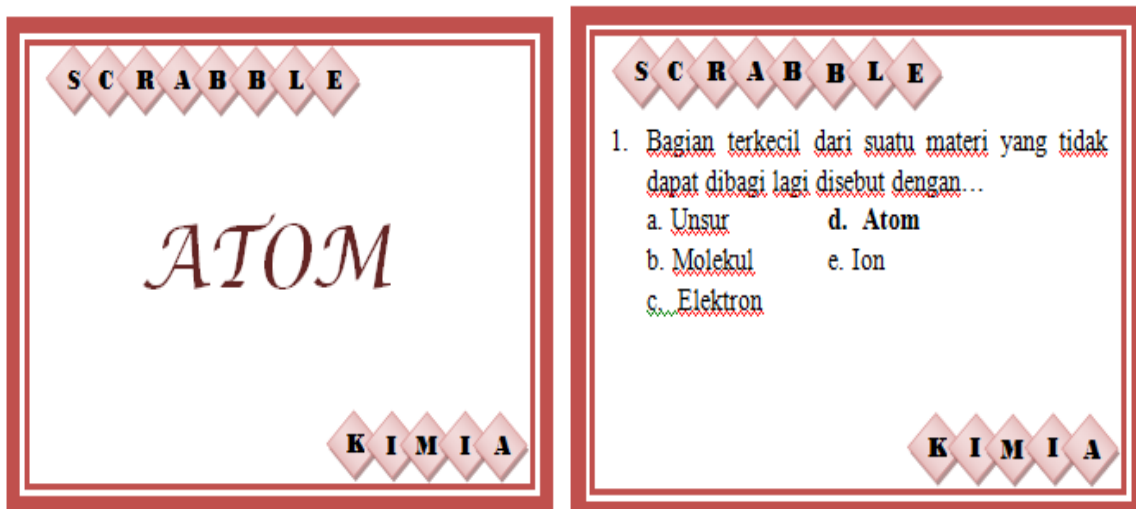 SCRABBLE
ATOM
KIMIA
SCRABBLE
1. Bagian terkecil dari suatu materi yang tidak
dapat dibagi lagi disebut dengan...
a. Unsur d. Atom
b. Molekul e. Ion
c. Elektron
KIMIA